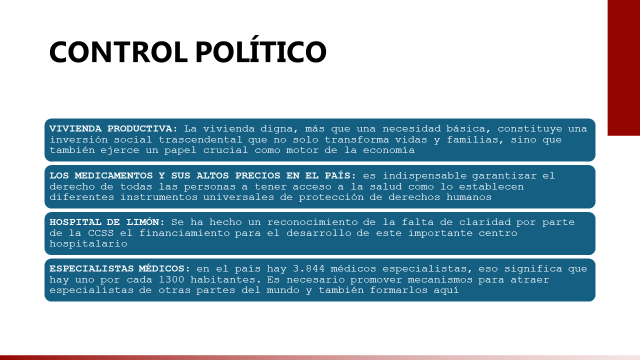 CONTROL POLÍTICO
VIVIENDA PRODUCTIVA: La vivienda digna, más que una necesidad básica, constituye una
inversión social trascendental que no solo transforma vidas y familias, sino que
también ejerce un papel crucial como motor de la economía
LOS MEDICAMENTOS Y SUS ALTOS PRECIOS EN EL PAÍS: es indispensable garantizar el
derecho de todas las personas a tener acceso a la salud como lo establecen
diferentes instrumentos universales de protección de derechos humanos
HOSPITAL DE LIMÓN: Se ha hecho un reconocimiento de la falta de claridad por parte
de la CCSS el financiamiento para el desarrollo de este importante centro
hospitalario
ESPECIALISTAS MÉDICOS: en el país hay 3.844 médicos especialistas, eso significa que
hay uno por cada 1300 habitantes. Es necesario promover mecanismos para atraer
especialistas de otras partes del mundo y también formarlos aquí